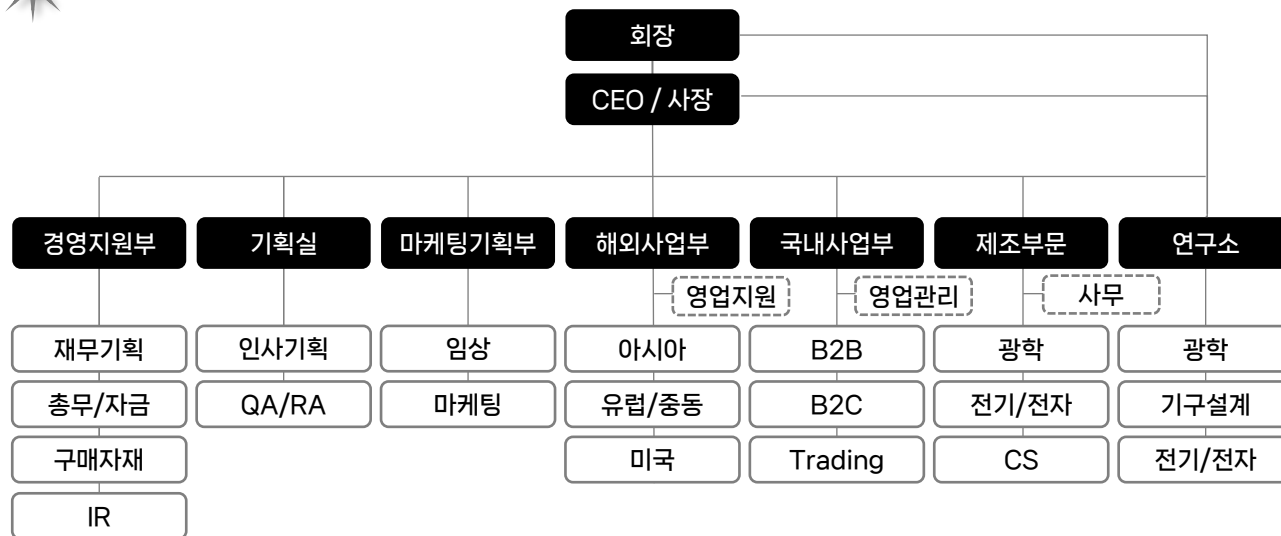 회장
CEO / 사장
경영지원부 기획실 마케팅기획부 해외사업부 국내사업부 제조부문 연구소
영업지원 영업관리 사무
재무기획 인사기획 임상 아시아 B2B 광학 광학
총무/자금 QA/RA 마케팅 유럽/중동 B2C 전기/전자 기구설계
구매자재 미국 Trading CS 전기/전자
IR